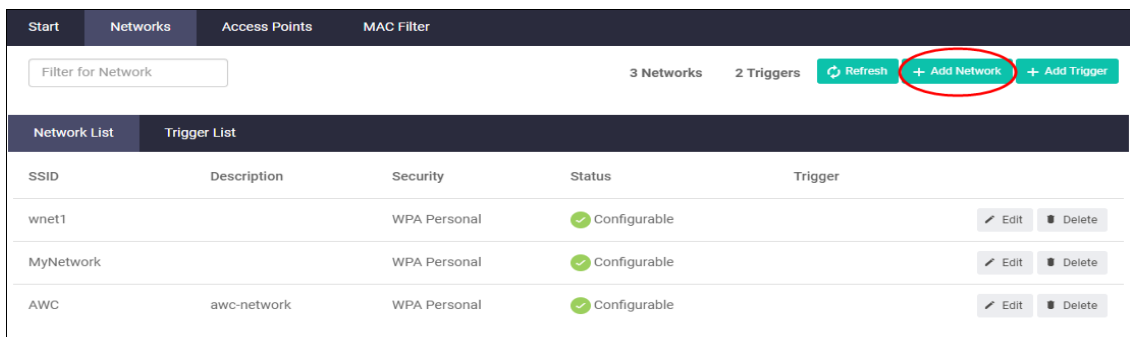 Start Networks Access Points MAC Filter
Filter for Network 3 Networks 2 Triggers Refresh + Add Network + Add Trigger
Network List Trigger List
SSID Description Security Status Trigger
wnet1 WPA Personal Configurable Edit Delete
MyNetwork WPA Personal Configurable Edit Delete
AWC awc-network WPA Personal Configurable Edit Delete